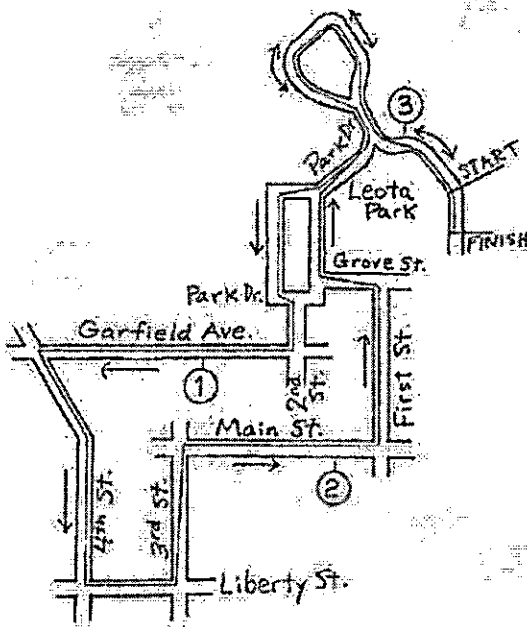 3
Park Dr.
START
Leota
Park
FINISH
Grove St.
Park Dr.
Garfield Ave.
1
2nd
St.
First St.
Main St.
2
4th St.
3rd St.
Liberty St.